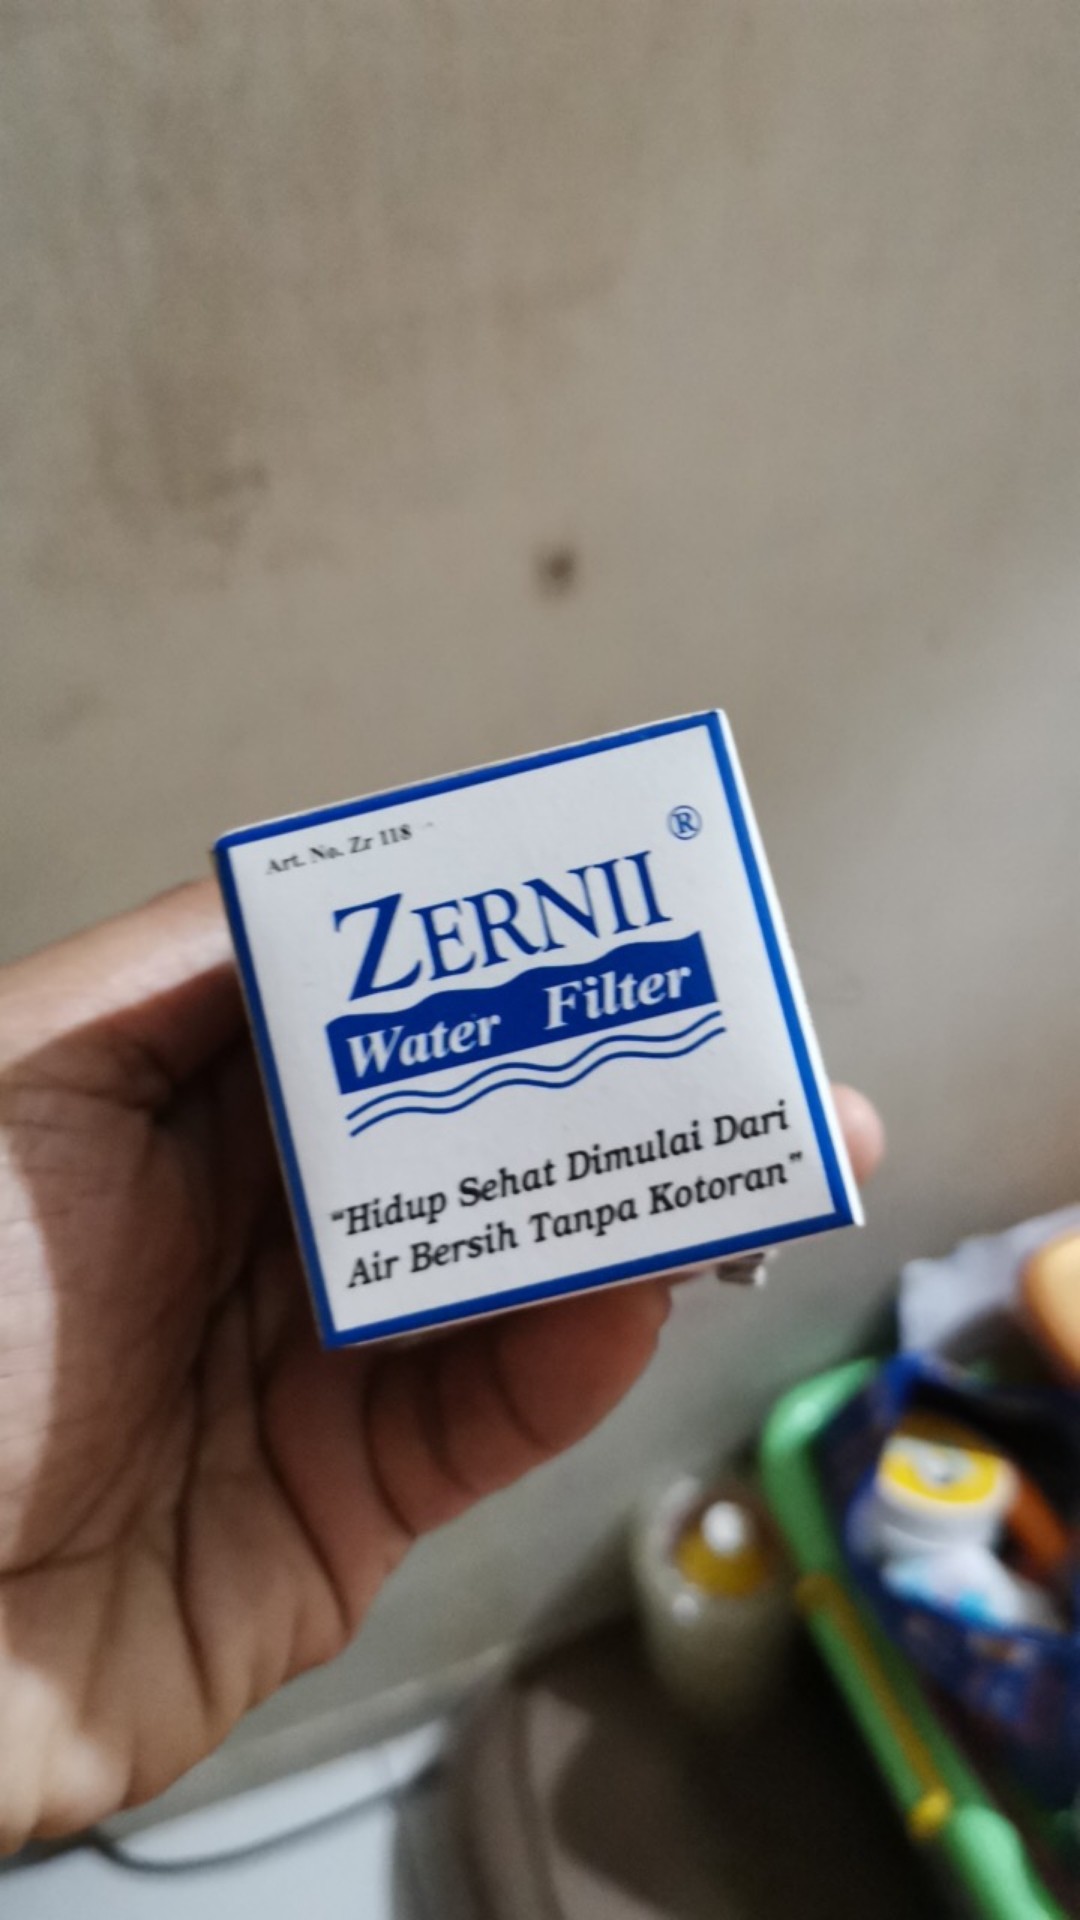 Art. No. Zr 118
®
ZERNII
Water Filter
“Hidup Sehat Dimulai Dari
Air Bersih Tanpa Kotoran”